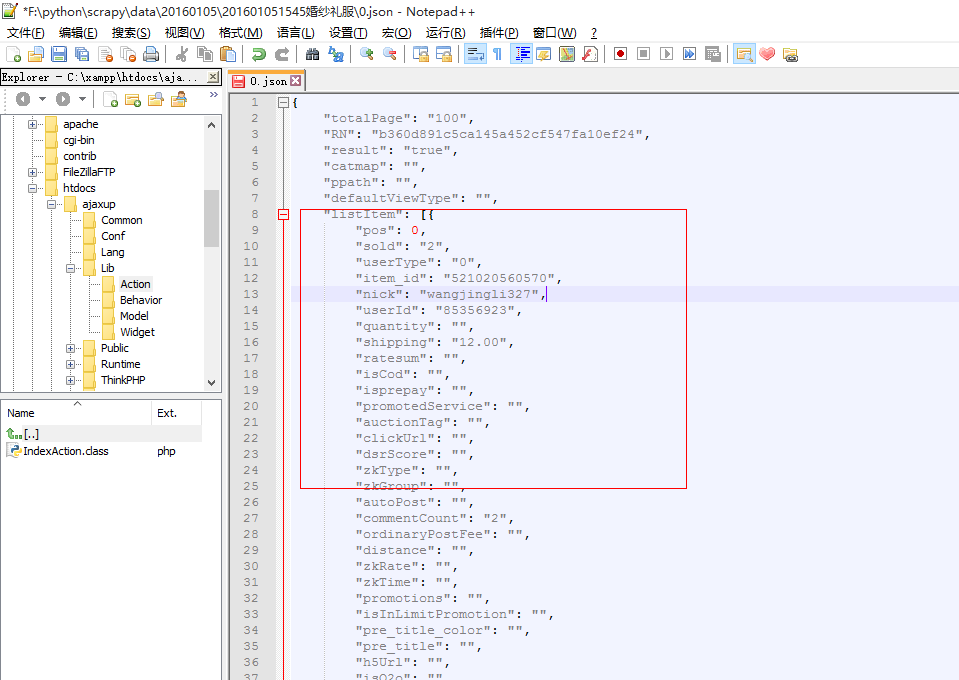 *F:\python\scrapy\data\20160105\201601051545婚纱礼服\0.json - Notepad++
文件(F) 编辑(E) 搜索(S) 视图(V) 格式(M) 语言(L) 设置(T) 宏(O) 运行(R) 插件(P) 窗口(W) ?
Explorer - C:\xampp\htdocs\aja...
0.json
apache
cgi-bin
contrib
FileZillaFTP
htdocs
ajaxup
Common
Conf
Lang
Lib
Action
Behavior
Model
Widget
Public
Runtime
ThinkPHP
Name Ext.
[..]
IndexAction.class php
1 {
2 "totalPage": "100",
3 "RN": "b360d891c5ca145a452cf547fa10ef24",
4 "result": "true",
5 "catmap": "",
6 "ppath": "",
7 "defaultViewType": "",
8 "listItem": [{
9 "pos": 0,
10 "sold": "2",
11 "userType": "0",
12 "item_id": "521020560570",
13 "nick": "wangjingli327",
14 "userId": "85356923",
15 "quantity": "",
16 "shipping": "12.00",
17 "ratesum": "",
18 "isCod": "",
19 "isprepay": "",
20 "promotedService": "",
21 "auctionTag": "",
22 "clickUrl": "",
23 "dsrScore": "",
24 "zkType": "",
25 "zkGroup": "",
26 "autoPost": "",
27 "commentCount": "2",
28 "ordinaryPostFee": "",
29 "distance": "",
30 "zkRate": "",
31 "zkTime": "",
32 "promotions": "",
33 "isInLimitPromotion": "",
34 "pre_title_color": "",
35 "pre_title": "",
36 "h5Url": "",
37 "isO2o": ""